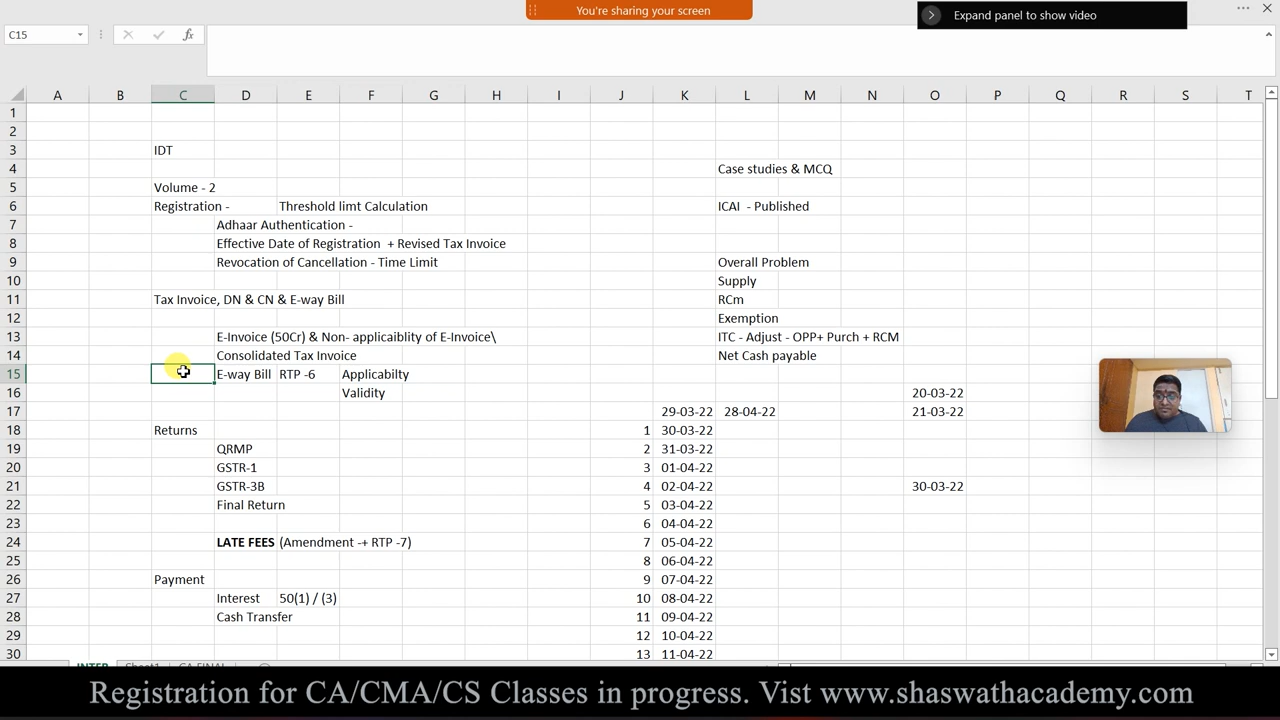 You're sharing your screen
Expand panel to show video
C15
fx
A B C D E F G H I J K L M N O P Q R S T
1
2
3 IDT
4 Case studies & MCQ
5 Volume - 2
6 Registration - Threshold limt Calculation ICAI - Published
7 Adhaar Authentication -
8 Effective Date of Registration + Revised Tax Invoice
9 Revocation of Cancellation - Time Limit Overall Problem
10 Supply
11 Tax Invoice, DN & CN & E-way Bill RCm
12 Exemption
13 E-Invoice (50Cr) & Non- applicaiblity of E-Invoice\ ITC - Adjust - OPP+ Purch + RCM
14 Consolidated Tax Invoice Net Cash payable
15 E-way Bill RTP -6 Applicabilty
16 Validity 20-03-22
17 29-03-22 28-04-22 21-03-22
18 Returns 1 30-03-22
19 QRMP 2 31-03-22
20 GSTR-1 3 01-04-22
21 GSTR-3B 4 02-04-22 30-03-22
22 Final Return 5 03-04-22
23 6 04-04-22
24 LATE FEES (Amendment -+ RTP -7) 7 05-04-22
25 8 06-04-22
26 Payment 9 07-04-22
27 Interest 50(1) / (3) 10 08-04-22
28 Cash Transfer 11 09-04-22
29 12 10-04-22
30 13 11-04-22
INTER Sheet1 CA FINAL
Registration for CA/CMA/CS Classes in progress. Vist www.shaswathacademy.com